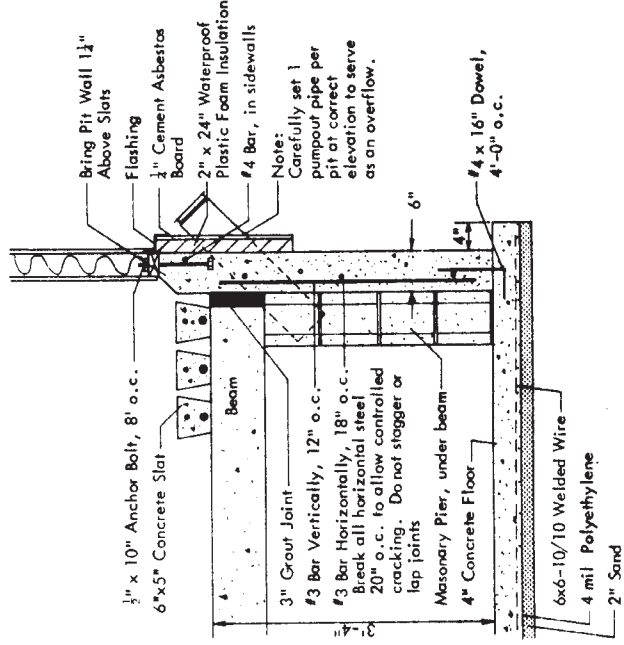 Bring Pit Wall 1¼"
Above Slats
Flashing
¼" Cement Asbestos
Board
2" x 24" Waterproof
Plastic Foam Insulation
#4 Bar, in sidewalls
Note:
Carefully set 1
pumpout pipe per
pit at correct
elevation to serve
as an overflow.
6"
4"
#4 x 16" Dowel,
4'-0" o.c.
½" x 10" Anchor Bolt, 8' o.c.
6"x5" Concrete Slat
Beam
3" Grout Joint
#3 Bar Vertically, 12" o.c.
#3 Bar Horizontally, 18" o.c.
Break all horizontal steel
20" o.c. to allow controlled
cracking. Do not stagger or
lap joints
Masonary Pier, under beam
4" Concrete Floor
3'-4"
6x6-10/10 Welded Wire
4 mil Polyethylene
2" Sand